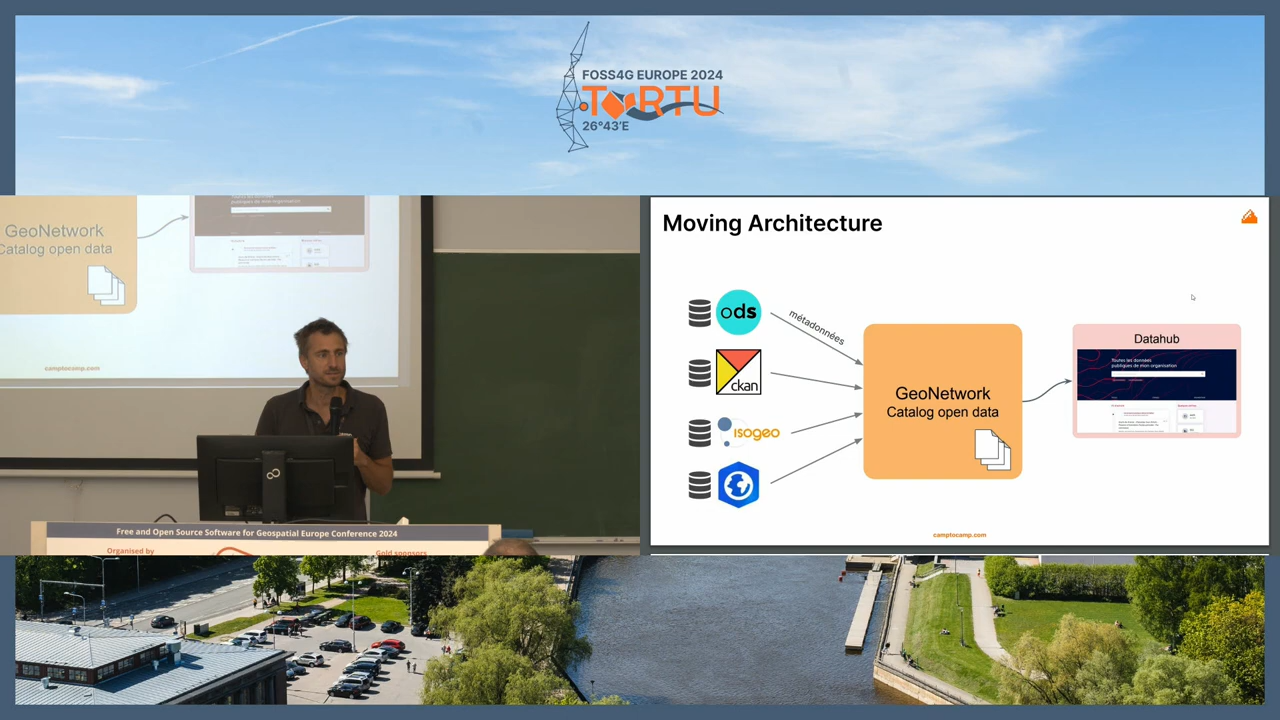 FOSS4G EUROPE 2024
TORTU
26°43'E
GeoNetwork
Catalog open data
camptocamp.com
Free and Open Source Software for Geospatial Europe Conference 2024
Organised by
Gold sponsors
Moving Architecture
ods
métadonnées
ckan
isogeo
GeoNetwork
Catalog open data
Datahub
Toutes les données
publiques de mon organisation
camptocamp.com